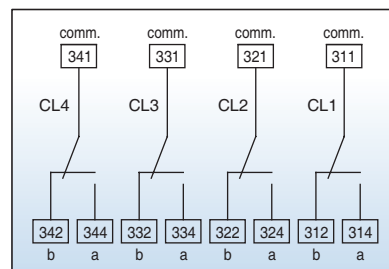 comm. comm. comm. comm.
341 331 321 311
CL4 CL3 CL2 CL1
342 344 332 334 322 324 312 314
b a b a b a b a